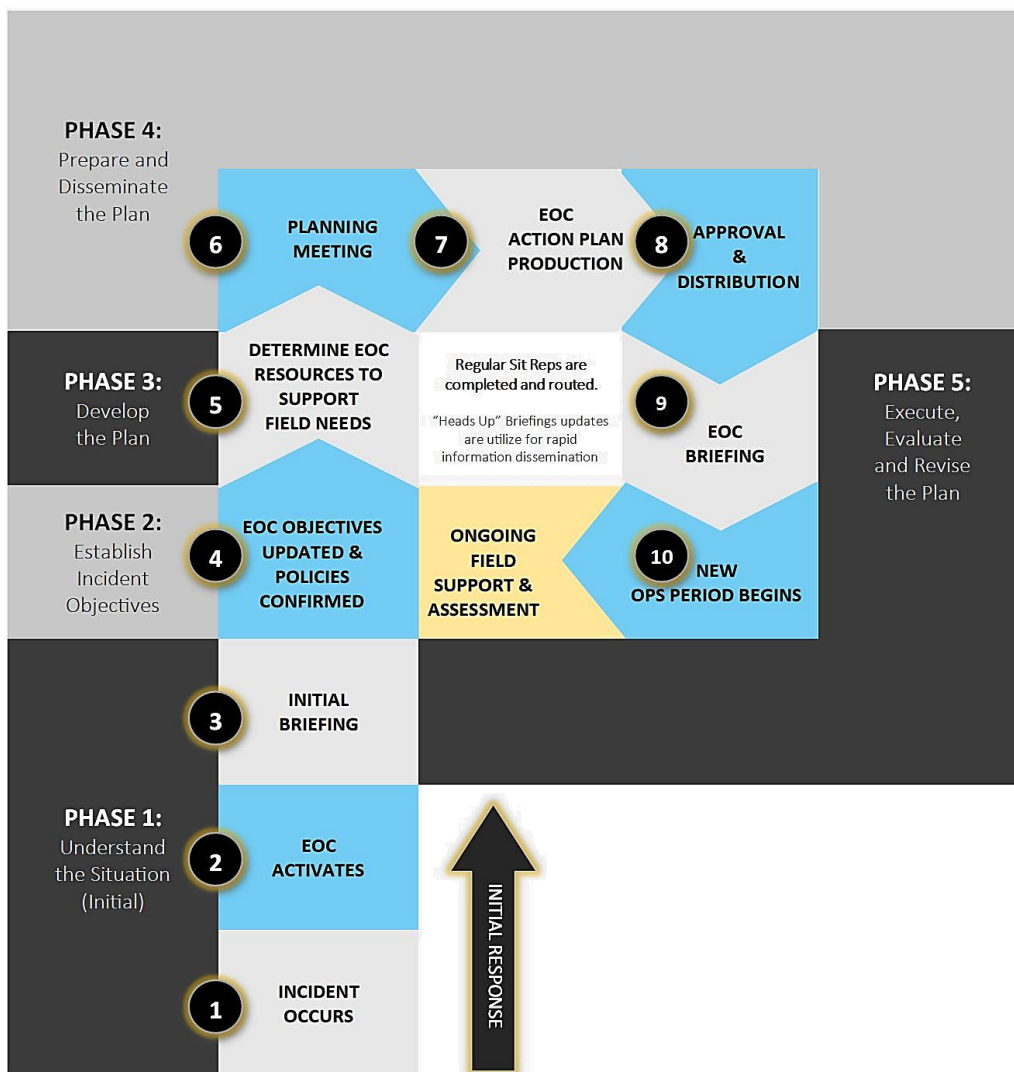 PHASE 4:
Prepare and
Disseminate
the Plan
6
PLANNING
MEETING
7
EOC
ACTION PLAN
PRODUCTION
8
APPROVAL
&
DISTRIBUTION
PHASE 3:
Develop
the Plan
5
DETERMINE EOC
RESOURCES TO
SUPPORT
FIELD NEEDS
Regular Sit Reps are
completed and routed.
“Heads Up” Briefings updates
are utilize for rapid
information dissemination
9
EOC
BRIEFING
PHASE 5:
Execute,
Evaluate
and Revise
the Plan
PHASE 2:
Establish
Incident
Objectives
4
EOC OBJECTIVES
UPDATED &
POLICIES
CONFIRMED
ONGOING
FIELD
SUPPORT &
ASSESSMENT
10
NEW
OPS PERIOD BEGINS
3
INITIAL
BRIEFING
PHASE 1:
Understand
the Situation
(Initial)
2
EOC
ACTIVATES
INITIAL RESPONSE
1
INCIDENT
OCCURS